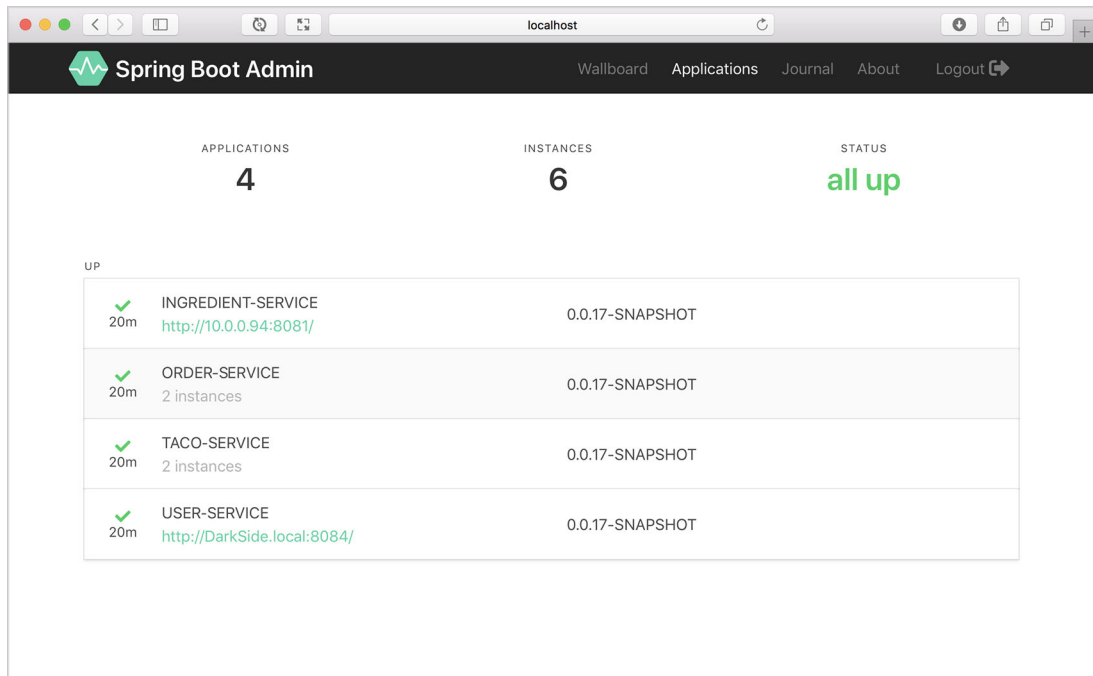 localhost
Spring Boot Admin
Wallboard Applications Journal About Logout
APPLICATIONS INSTANCES STATUS
4 6 all up
UP
INGREDIENT-SERVICE
20m http://10.0.0.94:8081/ 0.0.17-SNAPSHOT
ORDER-SERVICE
20m 2 instances 0.0.17-SNAPSHOT
TACO-SERVICE
20m 2 instances 0.0.17-SNAPSHOT
USER-SERVICE
20m http://DarkSide.local:8084/ 0.0.17-SNAPSHOT